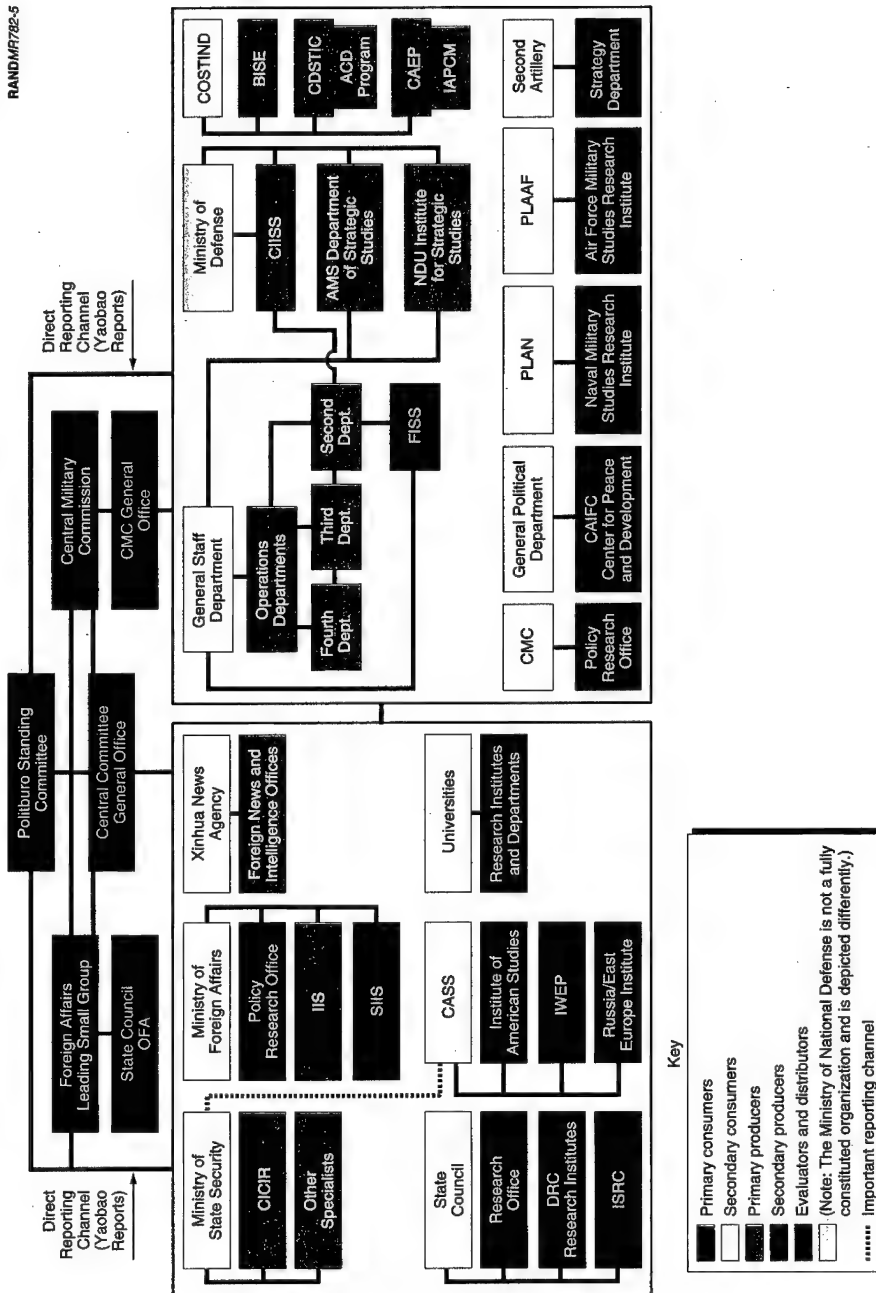 RANDMR782-5
Politburo Standing
Committee
Direct
Reporting
Channel
(Yaobao
Reports)
Foreign Affairs
Leading Small Group
State Council
OFA
Central Committee
General Office
Central Military
Commission
CMC General
Office
Direct
Reporting
Channel
(Yaobao
Reports)
Ministry of
State Security
CICIR
Other
Specialists
Ministry of
Foreign Affairs
Policy
Research Office
IIS
SIIS
Xinhua News
Agency
Foreign News and
Intelligence Offices
State
Council
Research
Office
DRC
Research Institutes
ISRC
CASS
Institute of
American Studies
IWEP
Russia/East
Europe Institute
Universities
Research Institutes
and Departments
General Staff
Department
Operations
Departments
Fourth
Dept.
Third
Dept.
Second
Dept.
FISS
Ministry of
Defense
CIISS
AMS Department
of Strategic
Studies
NDU Institute
for Strategic
Studies
COSTIND
BISE
CDSTIC
ACD
Program
CAEP
IAPCM
CMC
Policy
Research
Office
General Political
Department
CAIFC
Center for Peace
and Development
PLAN
Naval Military
Studies Research
Institute
PLAAF
Air Force Military
Studies Research
Institute
Second
Artillery
Strategy
Department
Key
Primary consumers
Secondary consumers
Primary producers
Secondary producers
Evaluators and distributors
(Note: The Ministry of National Defense is not a fully
constituted organization and is depicted differently.)
Important reporting channel